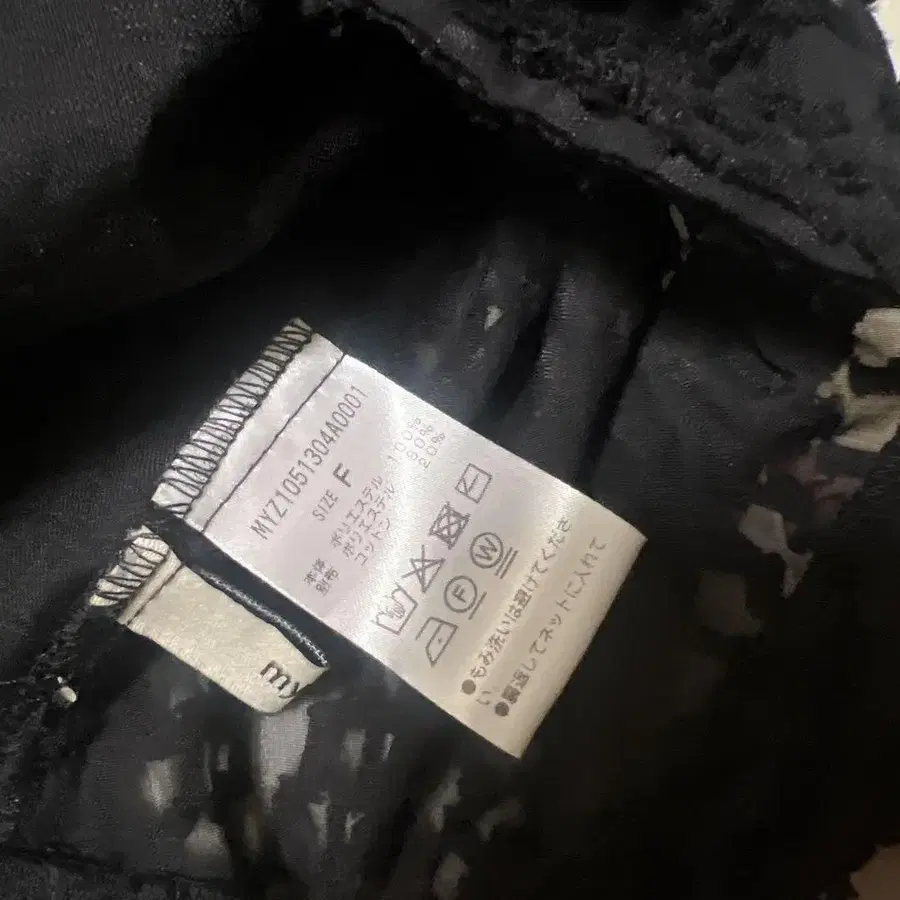 MYZ1051304A0001
SIZE F
本体 ポリエステル 100%
別布 ポリエステル 80%
コットン 20%
F W
●もみ洗いは避けてくださ
い。
●裏返してネットに入れて
my